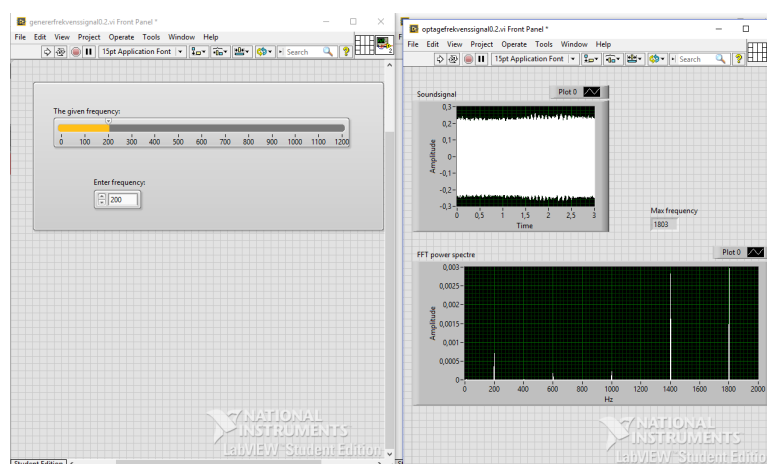 genererfrekvenssignal0.2.vi Front Panel *
File Edit View Project Operate Tools Window Help
15pt Application Font
Search
2
The given frequency:
0 100 200 300 400 500 600 700 800 900 1000 1100 1200
Enter frequency:
200
NATIONAL
INSTRUMENTS
LabVIEW Student Edition
Student Edition
optagefrekvenssignal0.2.vi Front Panel *
File Edit View Project Operate Tools Window Help
15pt Application Font
Search
Soundsignal
Plot 0
0,3
0,2
0,1
0
-0,1
-0,2
-0,3
Amplitude
0 0,5 1 1,5 2 2,5 3
Time
Max frequency
1803
FFT power spectre
Plot 0
0,003
0,0025
0,002
0,0015
0,001
0,0005
0
Amplitude
0 200 400 600 800 1000 1200 1400 1600 1800 2000
Hz
NATIONAL
INSTRUMENTS
LabVIEW Student Editio